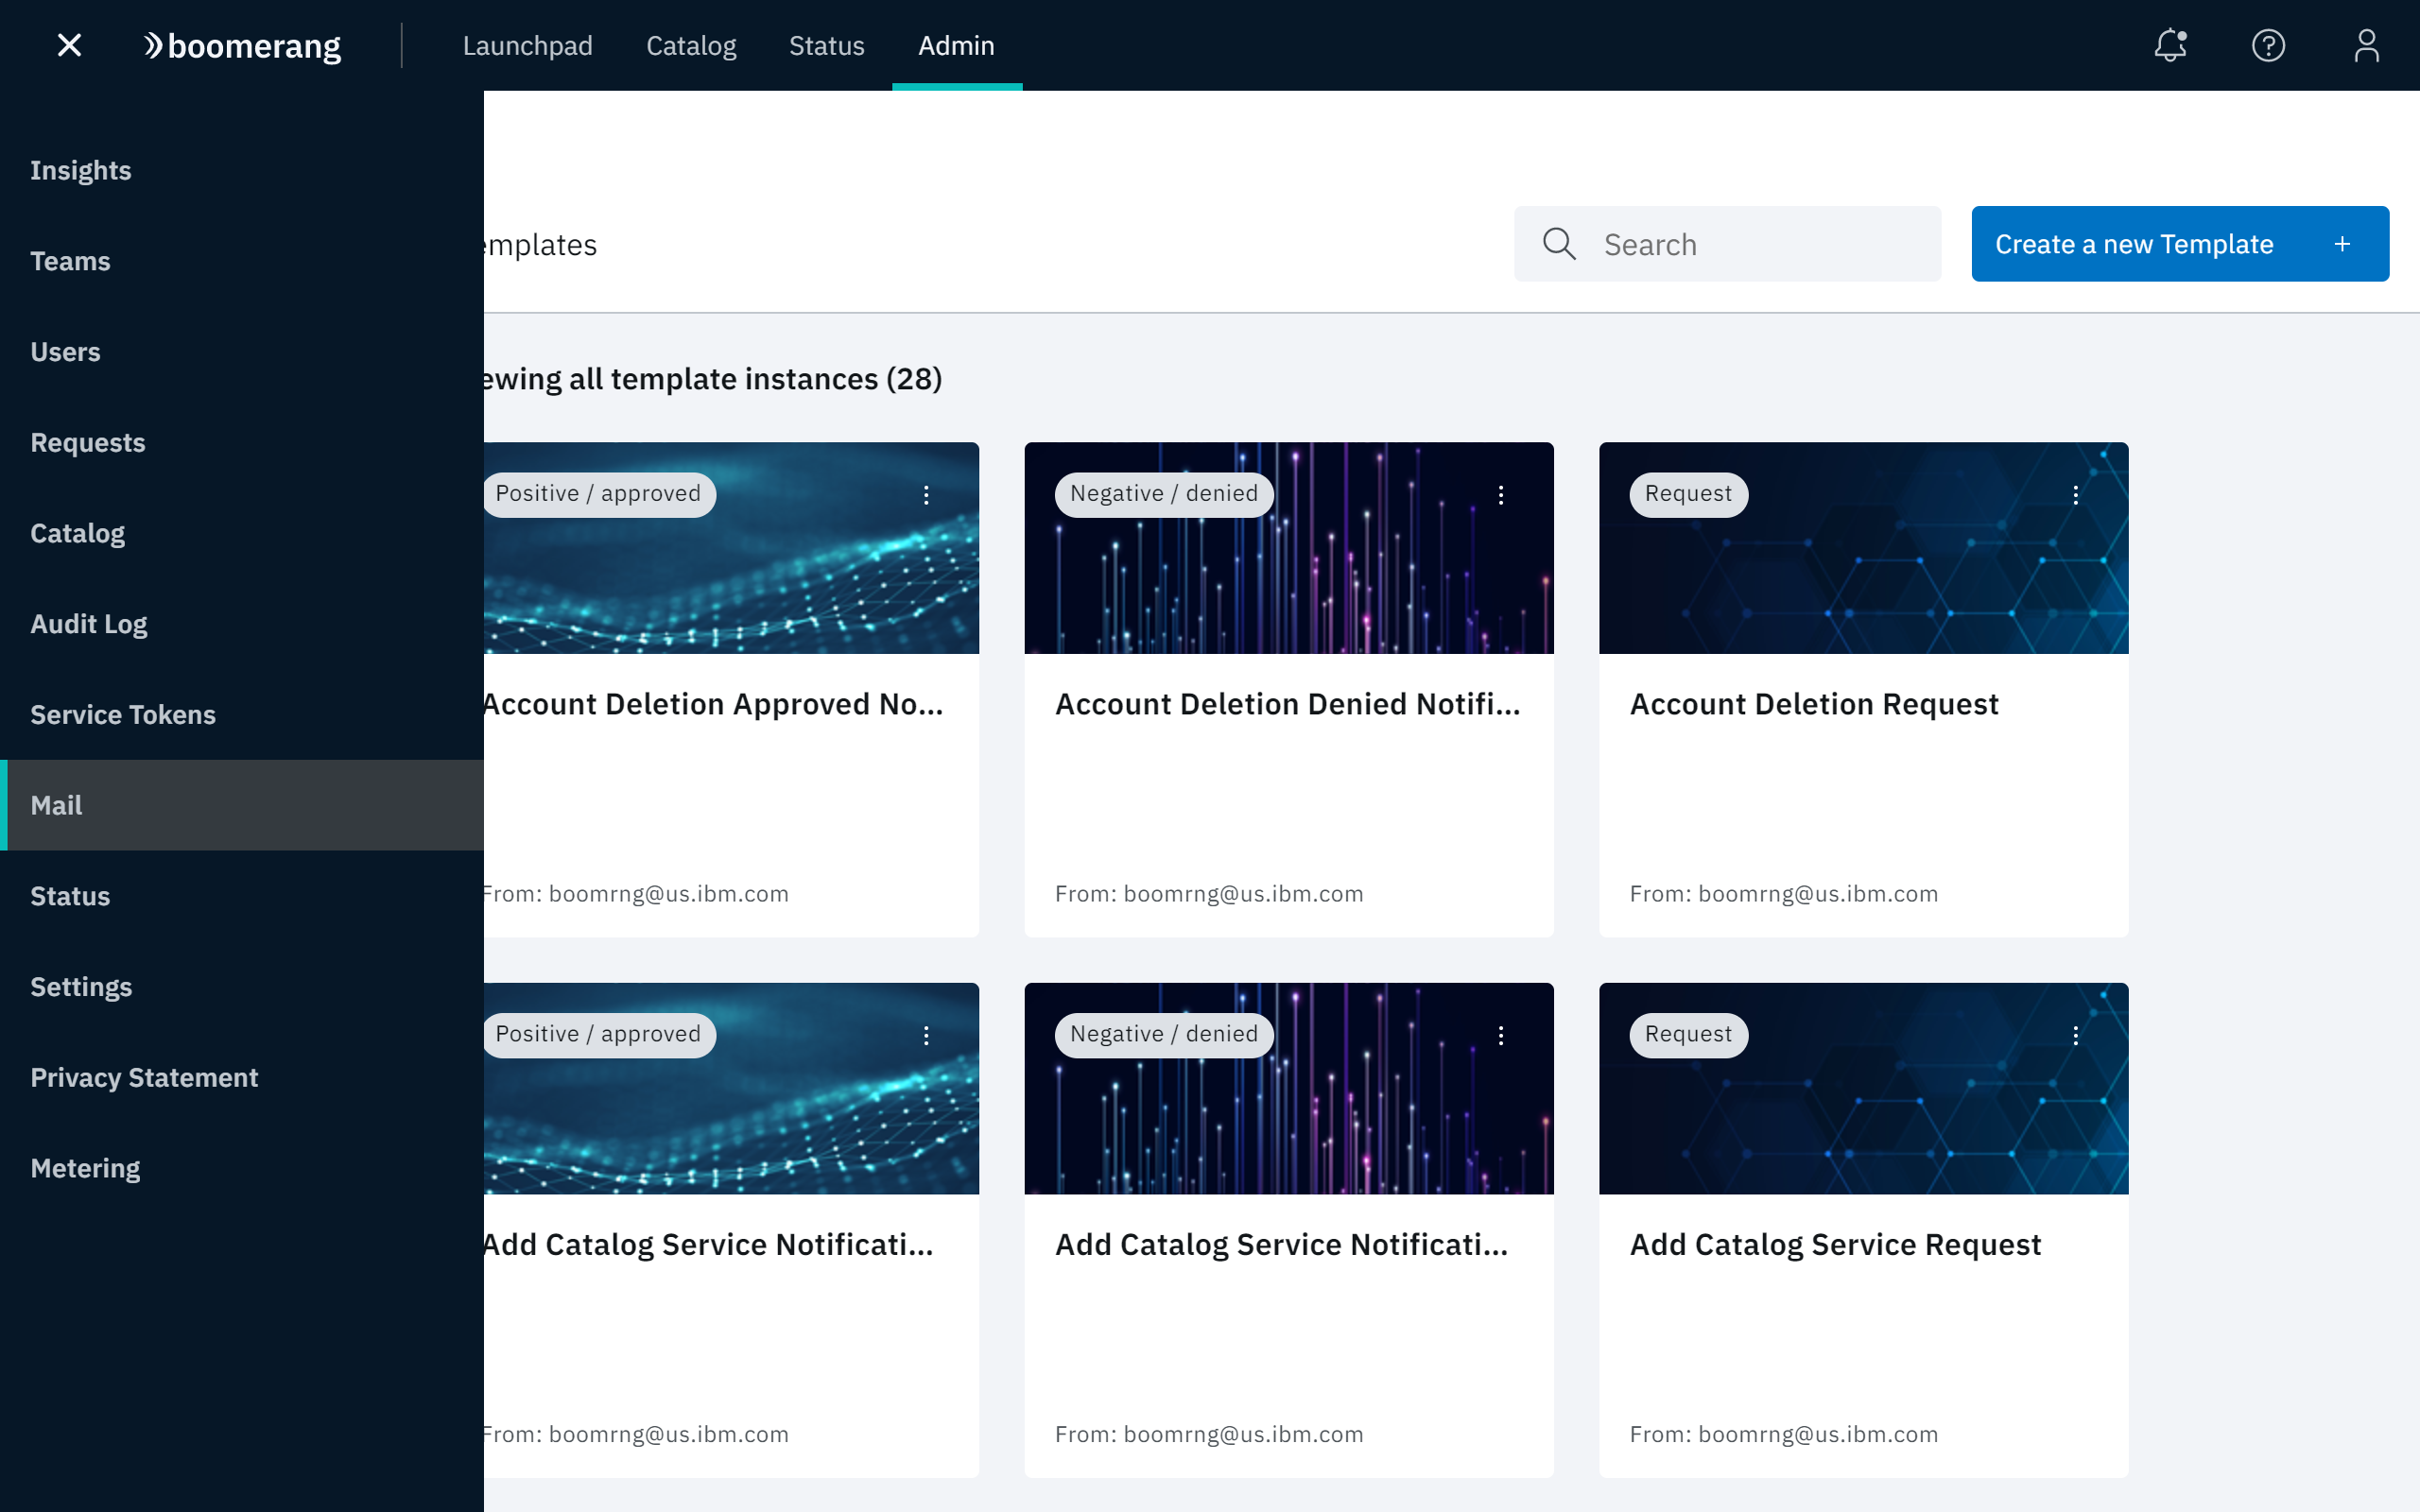 boomerang
Launchpad
Catalog
Status
Admin
Insights
Teams
Users
Requests
Catalog
Audit Log
Service Tokens
Mail
Status
Settings
Privacy Statement
Metering
emplates
Search
Create a new Template +
ewing all template instances (28)
Positive / approved
Account Deletion Approved No...
From: boomrng@us.ibm.com
Negative / denied
Account Deletion Denied Notifi...
From: boomrng@us.ibm.com
Request
Account Deletion Request
From: boomrng@us.ibm.com
Positive / approved
Add Catalog Service Notificati...
From: boomrng@us.ibm.com
Negative / denied
Add Catalog Service Notificati...
From: boomrng@us.ibm.com
Request
Add Catalog Service Request
From: boomrng@us.ibm.com